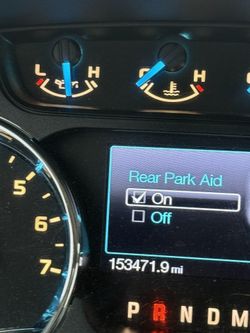 L H C H
Rear Park Aid
On
Off
5
6
7
153471.9 mi
P R N D M